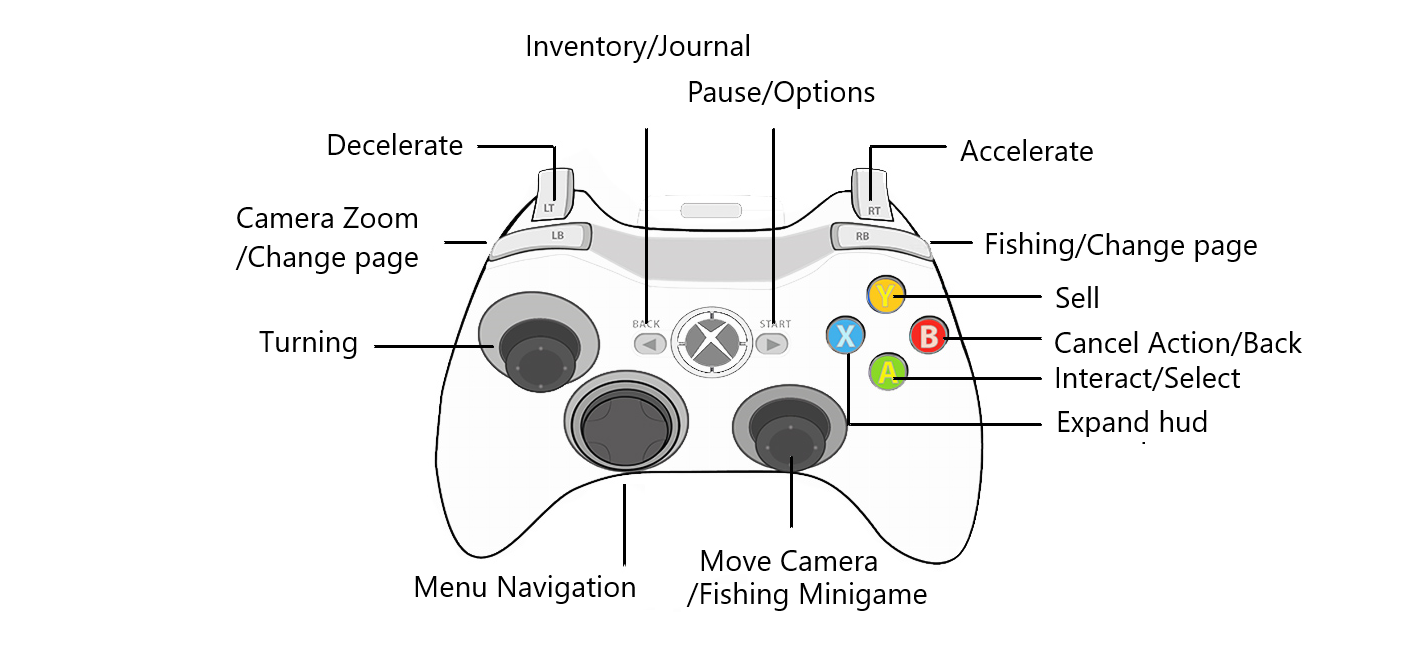 Inventory/Journal
Pause/Options
Decelerate
Accelerate
LT
RT
Camera Zoom
/Change page
LB
RB
Fishing/Change page
Y
Sell
BACK
START
Turning
X
B
Cancel Action/Back
A
Interact/Select
Expand hud
Move Camera
/Fishing Minigame
Menu Navigation